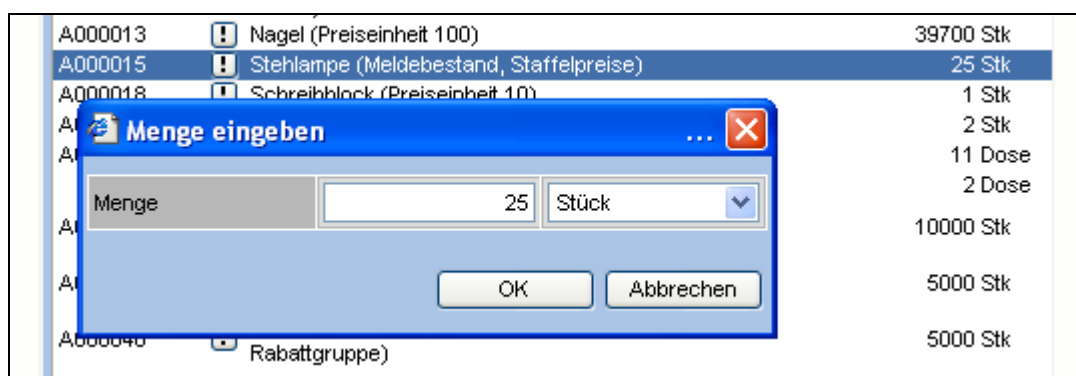 A000013 Nagel (Preiseinheit 100) 39700 Stk
A000015 Stehlampe (Meldebestand, Staffelpreise) 25 Stk
A000018 Schreibblock (Preiseinheit 10) 1 Stk
Menge eingeben ...
2 Stk
11 Dose
2 Dose
Menge 25 Stück
10000 Stk
OK Abbrechen
5000 Stk
5000 Stk
Rabattgruppe)